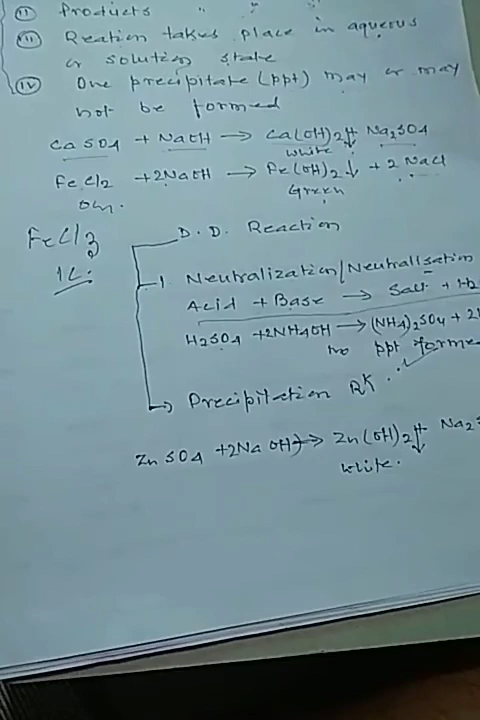 (ii) Products " " "
(iii) Reation takes place in aqueous
or solution state
(iv) One precipitate (ppt) may or may
not be formed
CaSO4 + NaOH → Ca(OH)2↓ + Na2SO4
white
FeCl2 + 2NaOH → Fe(OH)2↓ + 2NaCl
Green
FeCl3
D.D. Reaction
1. Neutralization/Neutralisation
Acid + Base → Salt + H2
H2SO4 + 2NH4OH → (NH4)2SO4 + 2
no ppt forme
Precipitation RX.
ZnSO4 + 2NaOH → Zn(OH)2↓ + Na2
white.